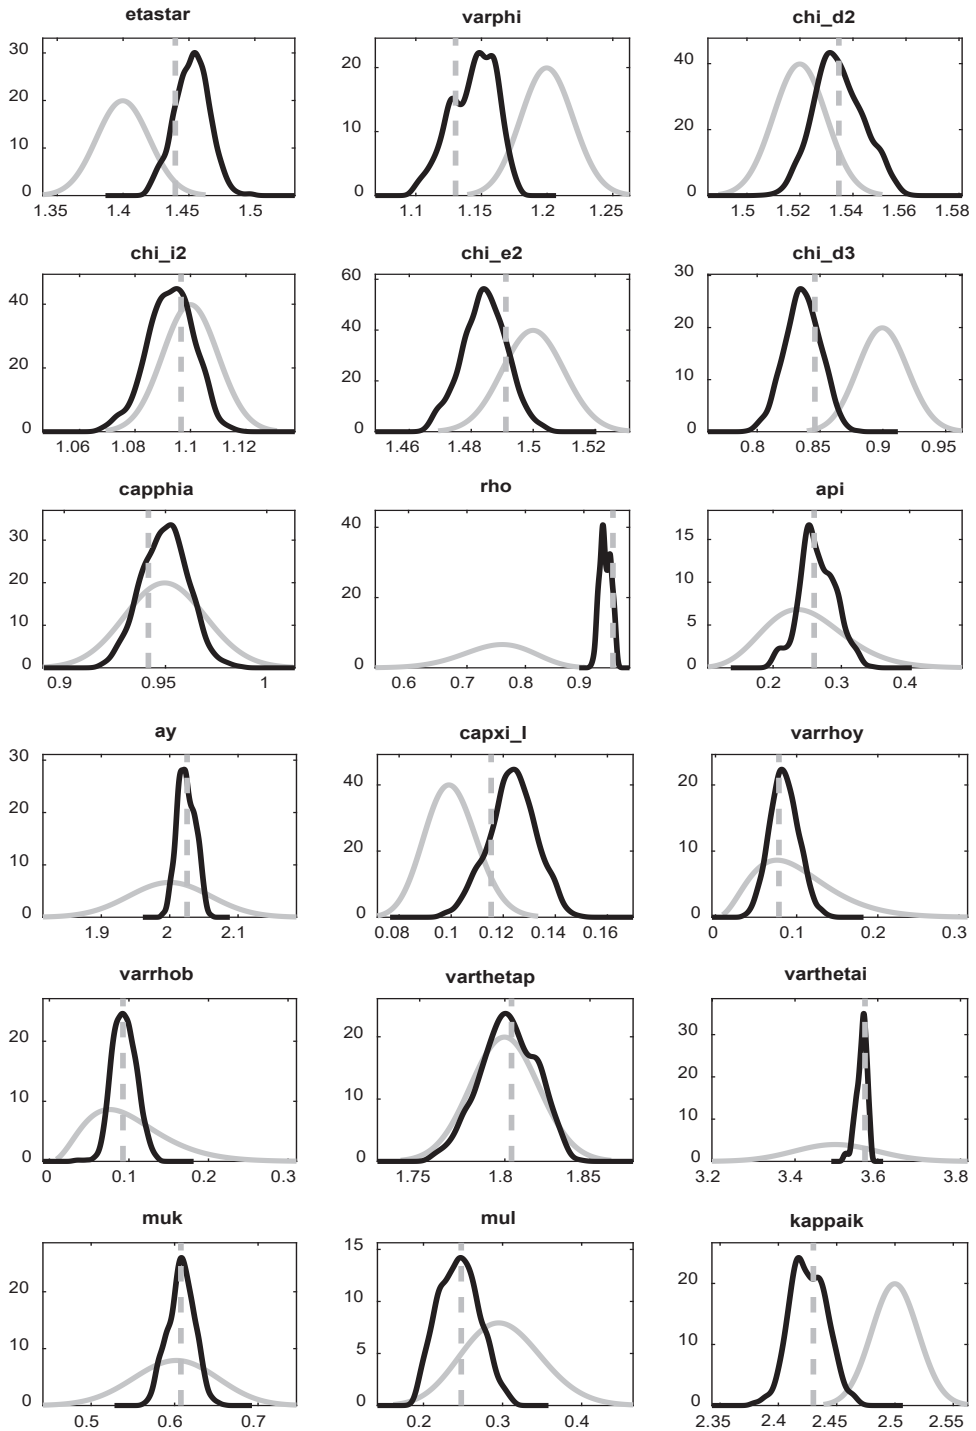 etastar
varphi
chi_d2
30
20
10
0
1.35 1.4 1.45 1.5
20
10
0
1.1 1.15 1.2 1.25
40
20
0
1.5 1.52 1.54 1.56 1.58
chi_i2
chi_e2
chi_d3
40
20
0
1.06 1.08 1.1 1.12
60
40
20
0
1.46 1.48 1.5 1.52
30
20
10
0
0.8 0.85 0.9 0.95
capphia
rho
api
30
20
10
0
0.9 0.95 1
40
20
0
0.6 0.7 0.8 0.9
15
10
5
0
0.2 0.3 0.4
ay
capxi_l
varrhoy
30
20
10
0
1.9 2 2.1
40
20
0
0.08 0.1 0.12 0.14 0.16
20
10
0
0 0.1 0.2 0.3
varrhob
varthetap
varthetai
20
10
0
0 0.1 0.2 0.3
20
10
0
1.75 1.8 1.85
30
20
10
0
3.2 3.4 3.6 3.8
muk
mul
kappaik
20
10
0
0.5 0.6 0.7
15
10
5
0
0.2 0.3 0.4
20
10
0
2.35 2.4 2.45 2.5 2.55